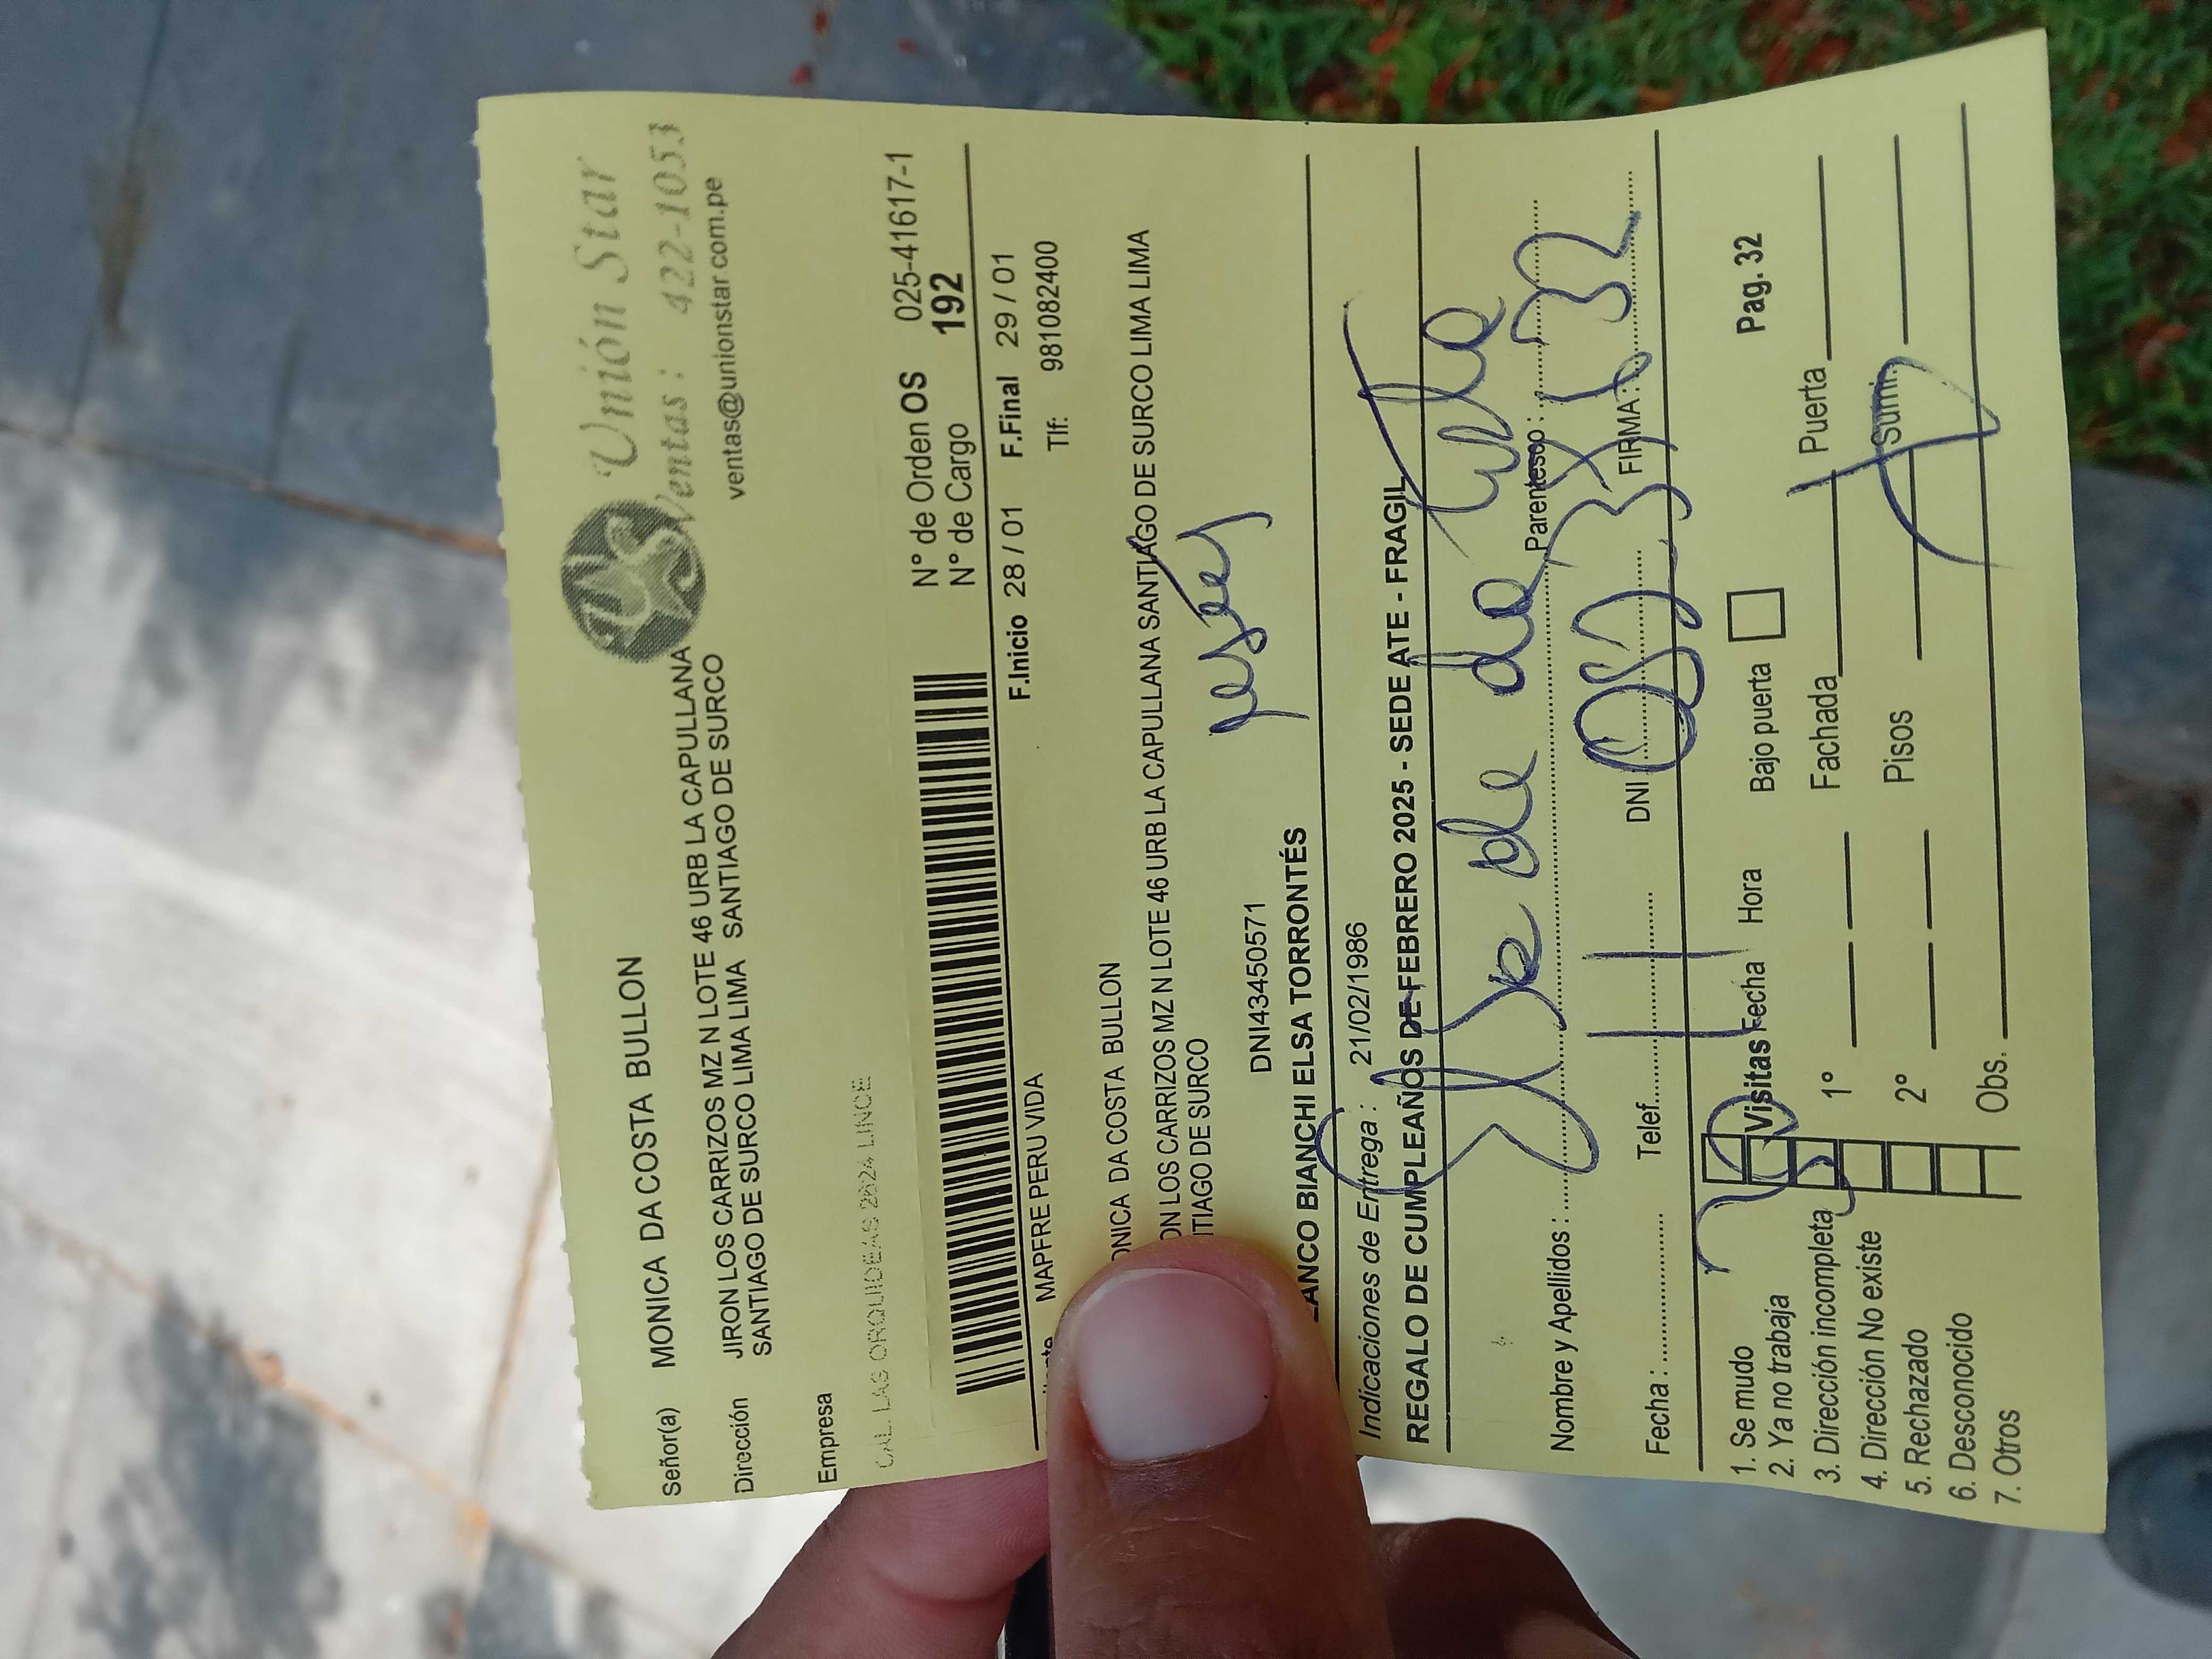 Unión Star
Ventas: 422-1053
ventas@unionstar com.pe
Señor(a) MONICA DA COSTA BULLON
Dirección JIRON LOS CARRIZOS MZ N LOTE 46 URB LA CAPULLANA
SANTIAGO DE SURCO LIMA LIMA SANTIAGO DE SURCO
Empresa
CAL. LAS ORQUIDEAS 2624 LINCE
N° de Orden OS 025-41617-1
N° de Cargo 192
F.Inicio 28 / 01 F.Final 29 / 01
MAPFRE PERU VIDA Tlf: 981082400
ONICA DA COSTA BULLON
ON LOS CARRIZOS MZ N LOTE 46 URB LA CAPULLANA SANTIAGO DE SURCO LIMA LIMA
TIAGO DE SURCO
DNI43450571
ANCO BIANCHI ELSA TORRONTÉS
Indicaciones de Entrega: 21/02/1986
REGALO DE CUMPLEAÑOS DE FEBRERO 2025 - SEDE ATE - FRAGIL
Nombre y Apellidos: Parentesco:
Fecha: Telef. DNI FIRMA:
1. Se mudo Visitas Fecha Hora Bajo puerta Pag. 32
2. Ya no trabaja
3. Dirección incompleta 1° Fachada Puerta
4. Dirección No existe
5. Rechazado 2° Pisos Sumin.
6. Desconocido
7. Otros Obs.